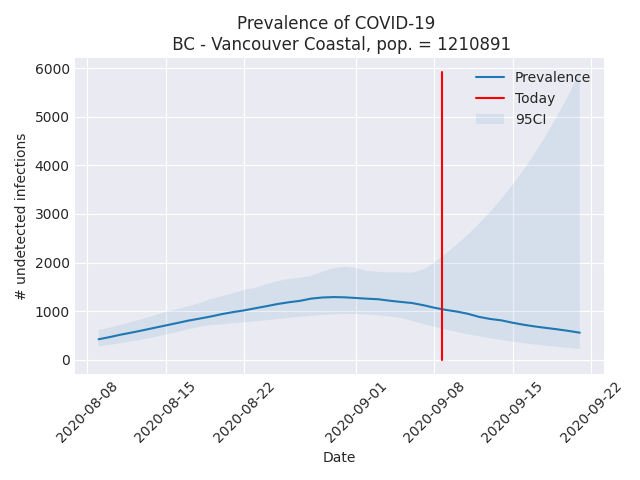 Prevalence of COVID-19
BC - Vancouver Coastal, pop. = 1210891
# undetected infections
6000
5000
4000
3000
2000
1000
0
Prevalence
Today
95CI
2020-08-08
2020-08-15
2020-08-22
2020-09-01
2020-09-08
2020-09-15
2020-09-22
Date